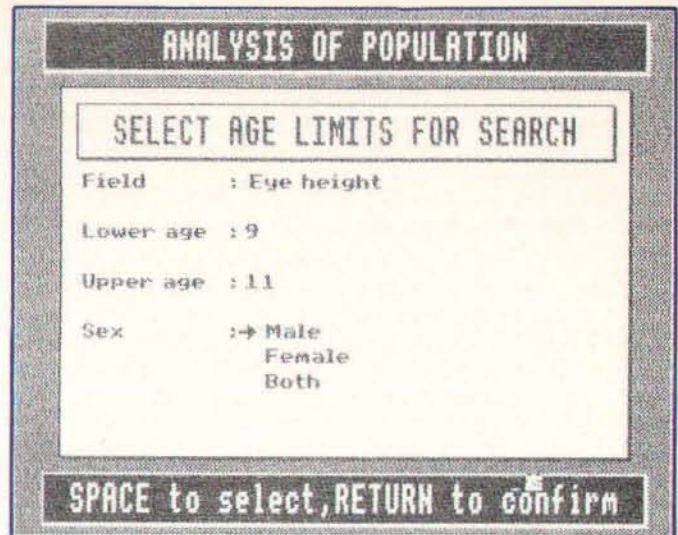 ANALYSIS OF POPULATION
SELECT AGE LIMITS FOR SEARCH
Field : Eye height
Lower age : 9
Upper age : 11
Sex :→ Male
Female
Both
SPACE to select,RETURN to confirm